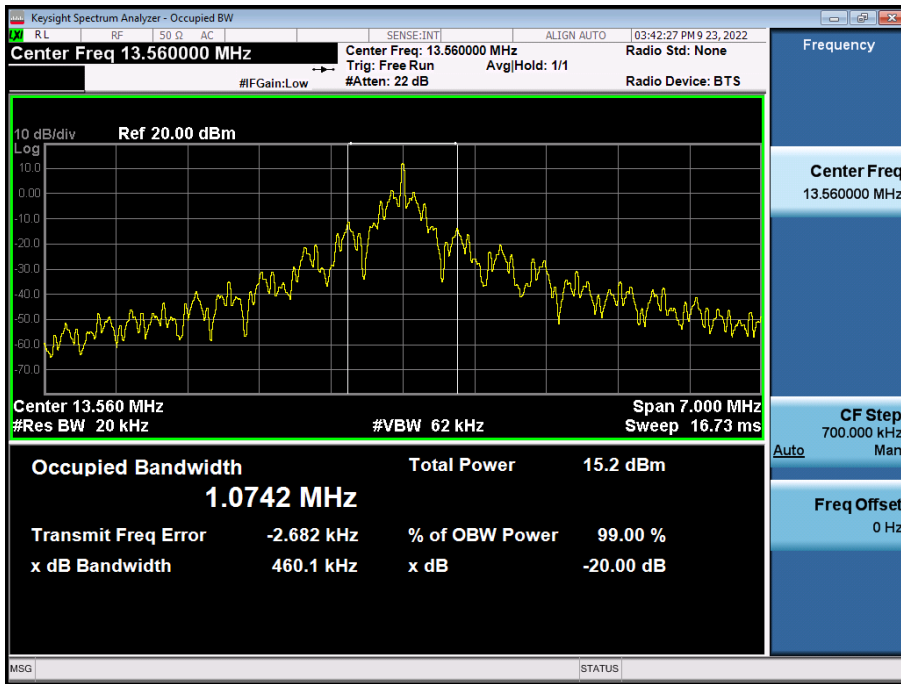 Keysight Spectrum Analyzer - Occupied BW
LXI RL RF 50 Ω AC SENSE:INT ALIGN AUTO 03:42:27 PM 9 23, 2022
Center Freq 13.560000 MHz
#IFGain:Low
Center Freq: 13.560000 MHz
Trig: Free Run Avg|Hold: 1/1
#Atten: 22 dB
Radio Std: None
Radio Device: BTS
10 dB/div Ref 20.00 dBm
Log
10.0
0.00
-10.0
-20.0
-30.0
-40.0
-50.0
-60.0
-70.0
Center 13.560 MHz Span 7.000 MHz
#Res BW 20 kHz #VBW 62 kHz Sweep 16.73 ms
Occupied Bandwidth Total Power 15.2 dBm
1.0742 MHz
Transmit Freq Error -2.682 kHz % of OBW Power 99.00 %
x dB Bandwidth 460.1 kHz x dB -20.00 dB
Frequency
Center Freq
13.560000 MHz
CF Step
700.000 kHz
Auto Man
Freq Offset
0 Hz
MSG STATUS